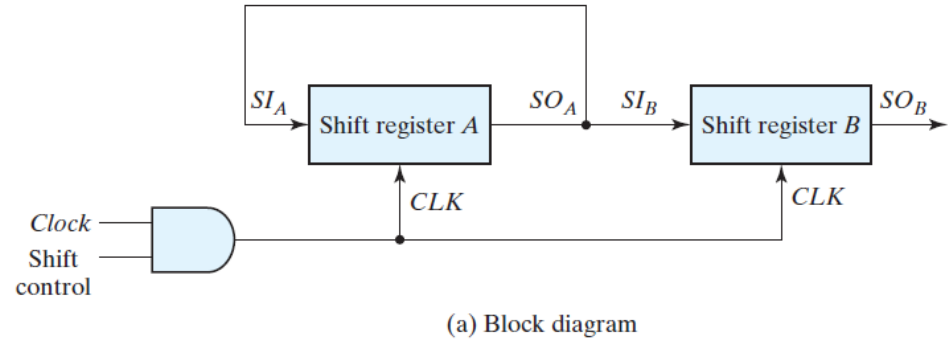 SI_A
Shift register A
SO_A
SI_B
Shift register B
SO_B
CLK
CLK
Clock
Shift
control
(a) Block diagram